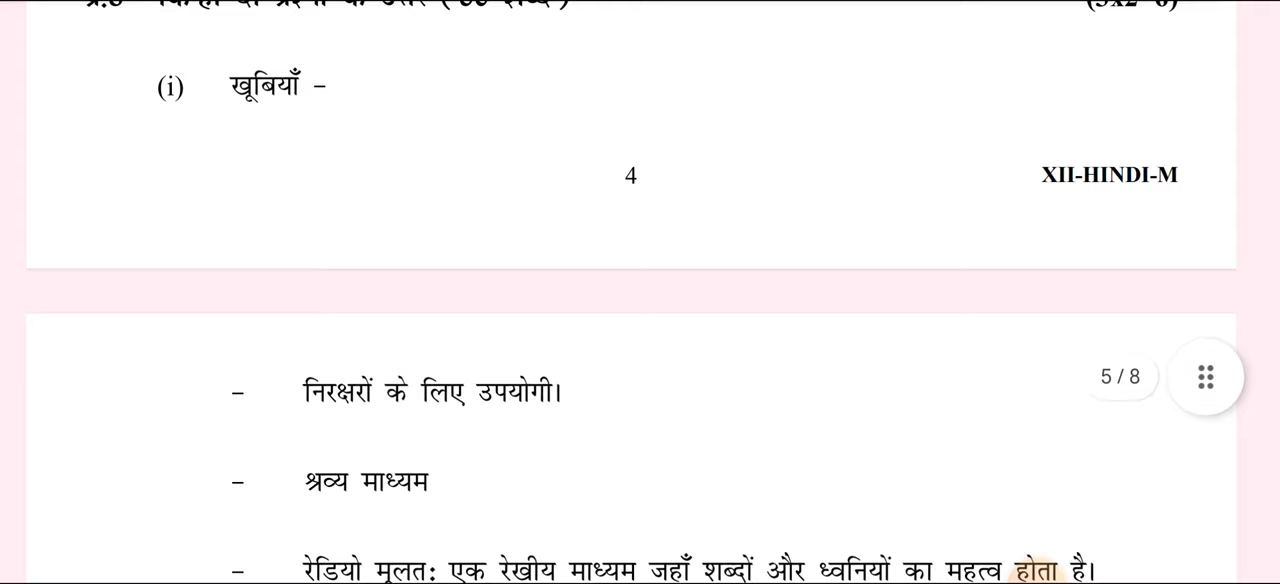 (i) खूबियाँ –
4
XII-HINDI-M
– निरक्षरों के लिए उपयोगी।
5 / 8
– श्रव्य माध्यम
– रेडियो मूलत: एक रेखीय माध्यम जहाँ शब्दों और ध्वनियों का महत्व होता है।